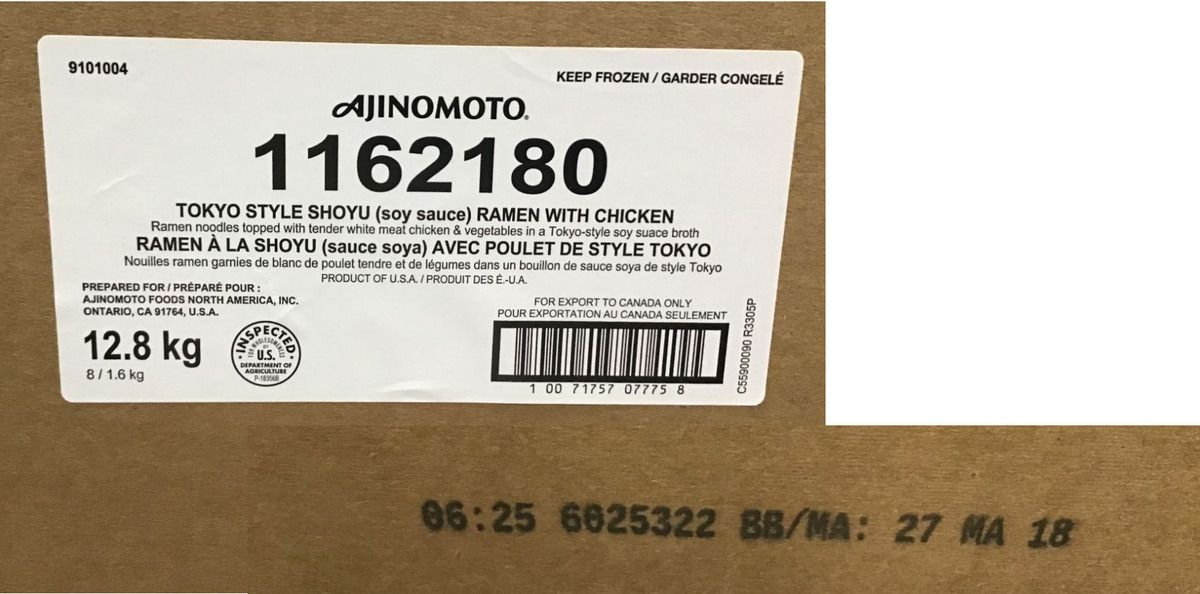 9101004
KEEP FROZEN / GARDER CONGELÉ
AJINOMOTO®
1162180
TOKYO STYLE SHOYU (soy sauce) RAMEN WITH CHICKEN
Ramen noodles topped with tender white meat chicken & vegetables in a Tokyo-style soy suace broth
RAMEN À LA SHOYU (sauce soya) AVEC POULET DE STYLE TOKYO
Nouilles ramen garnies de blanc de poulet tendre et de légumes dans un bouillon de sauce soya de style Tokyo
PRODUCT OF U.S.A. / PRODUIT DES É.-U.A.
PREPARED FOR / PRÉPARÉ POUR :
AJINOMOTO FOODS NORTH AMERICA, INC.
ONTARIO, CA 91764, U.S.A.
12.8 kg
8 / 1.6 kg
INSPECTED
FOR WHOLESOMENESS
BY
U.S.
DEPARTMENT OF
AGRICULTURE
P-18356B
FOR EXPORT TO CANADA ONLY
POUR EXPORTATION AU CANADA SEULEMENT
1 00 71757 07775 8
C55900090 R3305P
06:25 6025322 BB/MA: 27 MA 18